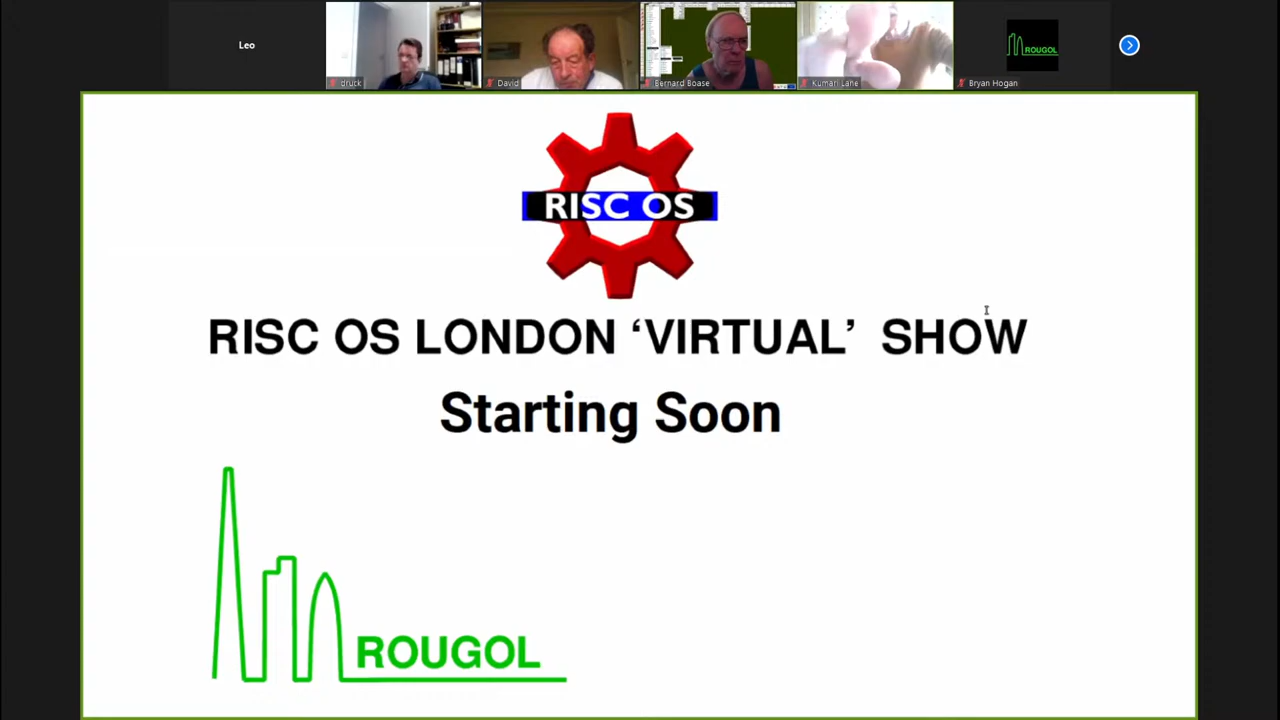 Leo
druck
David
Bernard Boase
Kumari Lane
ROUGOL
Bryan Hogan
RISC OS
RISC OS LONDON ‘VIRTUAL’ SHOW
Starting Soon
ROUGOL